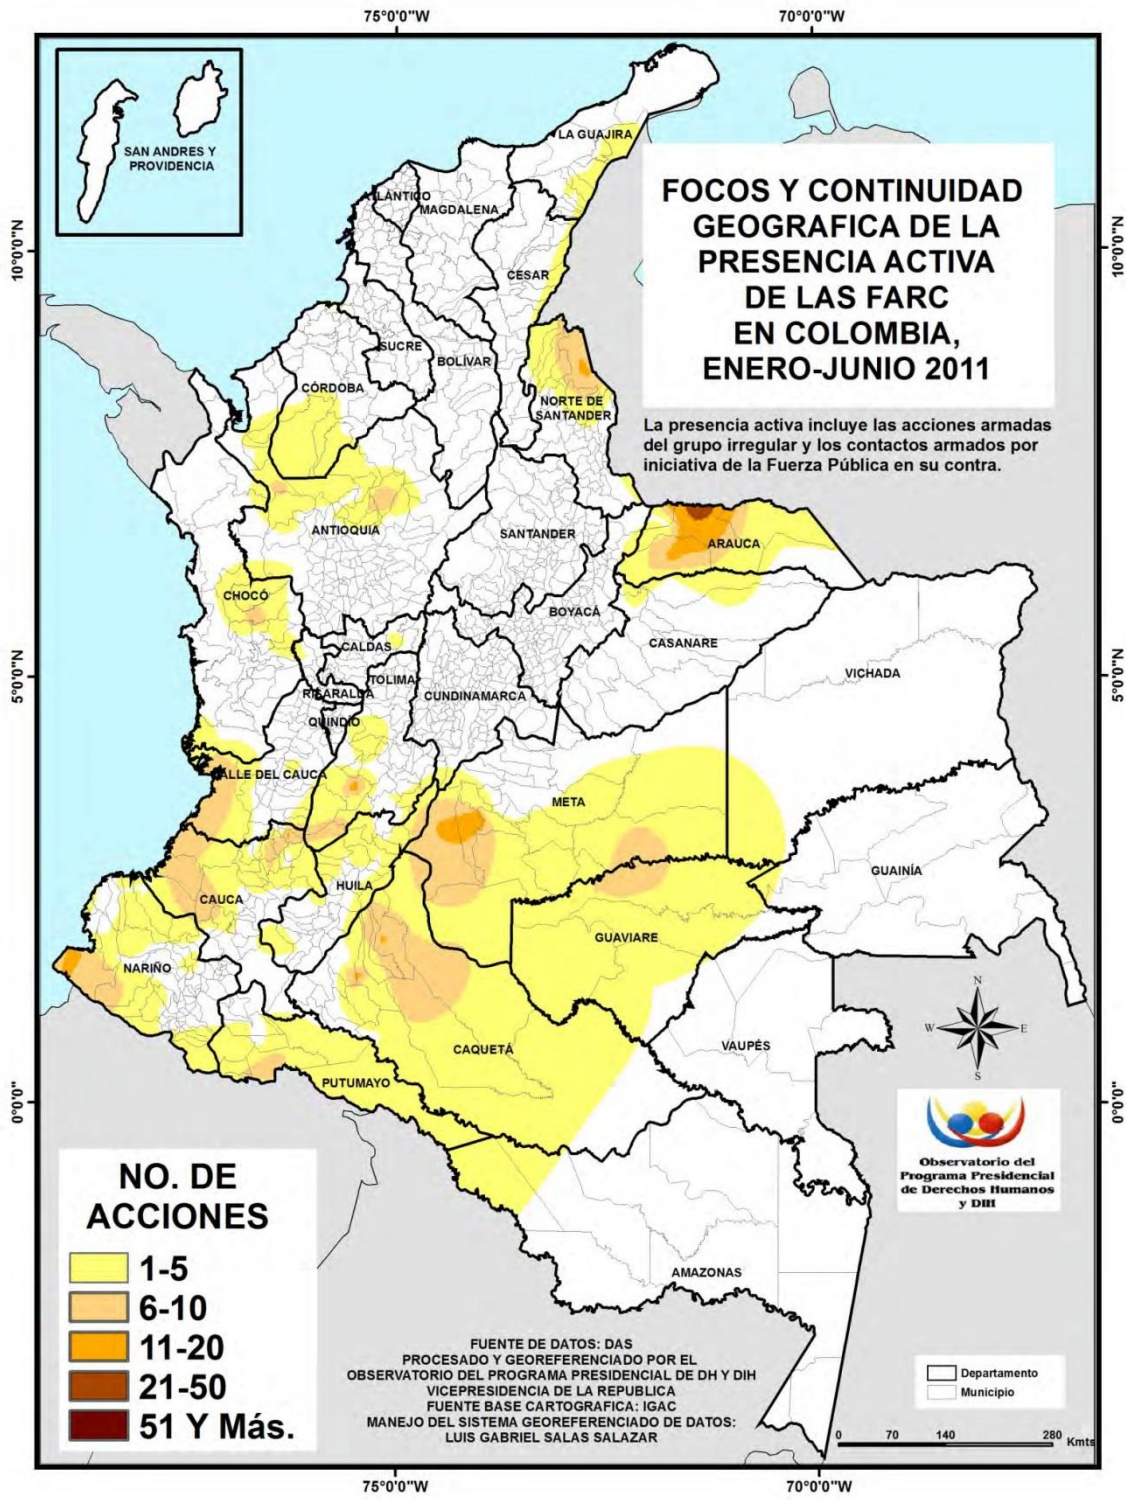 75°0'0"W
70°0'0"W
SAN ANDRES Y
PROVIDENCIA
LA GUAJIRA
FOCOS Y CONTINUIDAD
GEOGRAFICA DE LA
PRESENCIA ACTIVA
DE LAS FARC
EN COLOMBIA,
ENERO-JUNIO 2011
La presencia activa incluye las acciones armadas
del grupo irregular y los contactos armados por
iniciativa de la Fuerza Pública en su contra.
ATLÁNTICO
MAGDALENA
10°0'0"N
10°0'0"N
CESAR
SUCRE
BOLÍVAR
CÓRDOBA
NORTE DE
SANTANDER
ANTIOQUIA
SANTANDER
ARAUCA
CHOCÓ
BOYACÁ
CALDAS
CASANARE
VICHADA
5°0'0"N
5°0'0"N
TOLIMA
RISARALDA
CUNDINAMARCA
QUINDÍO
VALLE DEL CAUCA
META
HUILA
GUAINÍA
CAUCA
GUAVIARE
NARIÑO
N
W
E
S
VAUPÉS
CAQUETÁ
PUTUMAYO
0°0'0"
0°0'0"
Observatorio del
Programa Presidencial
de Derechos Humanos
y DIH
AMAZONAS
NO. DE
ACCIONES
1-5
6-10
11-20
21-50
51 Y Más.
FUENTE DE DATOS: DAS
PROCESADO Y GEOREFERENCIADO POR EL
OBSERVATORIO DEL PROGRAMA PRESIDENCIAL DE DH Y DIH
VICEPRESIDENCIA DE LA REPUBLICA
FUENTE BASE CARTOGRAFICA: IGAC
MANEJO DEL SISTEMA GEOREFERENCIADO DE DATOS:
LUIS GABRIEL SALAS SALAZAR
Departamento
Municipio
0 70 140 280 Kmts
75°0'0"W
70°0'0"W